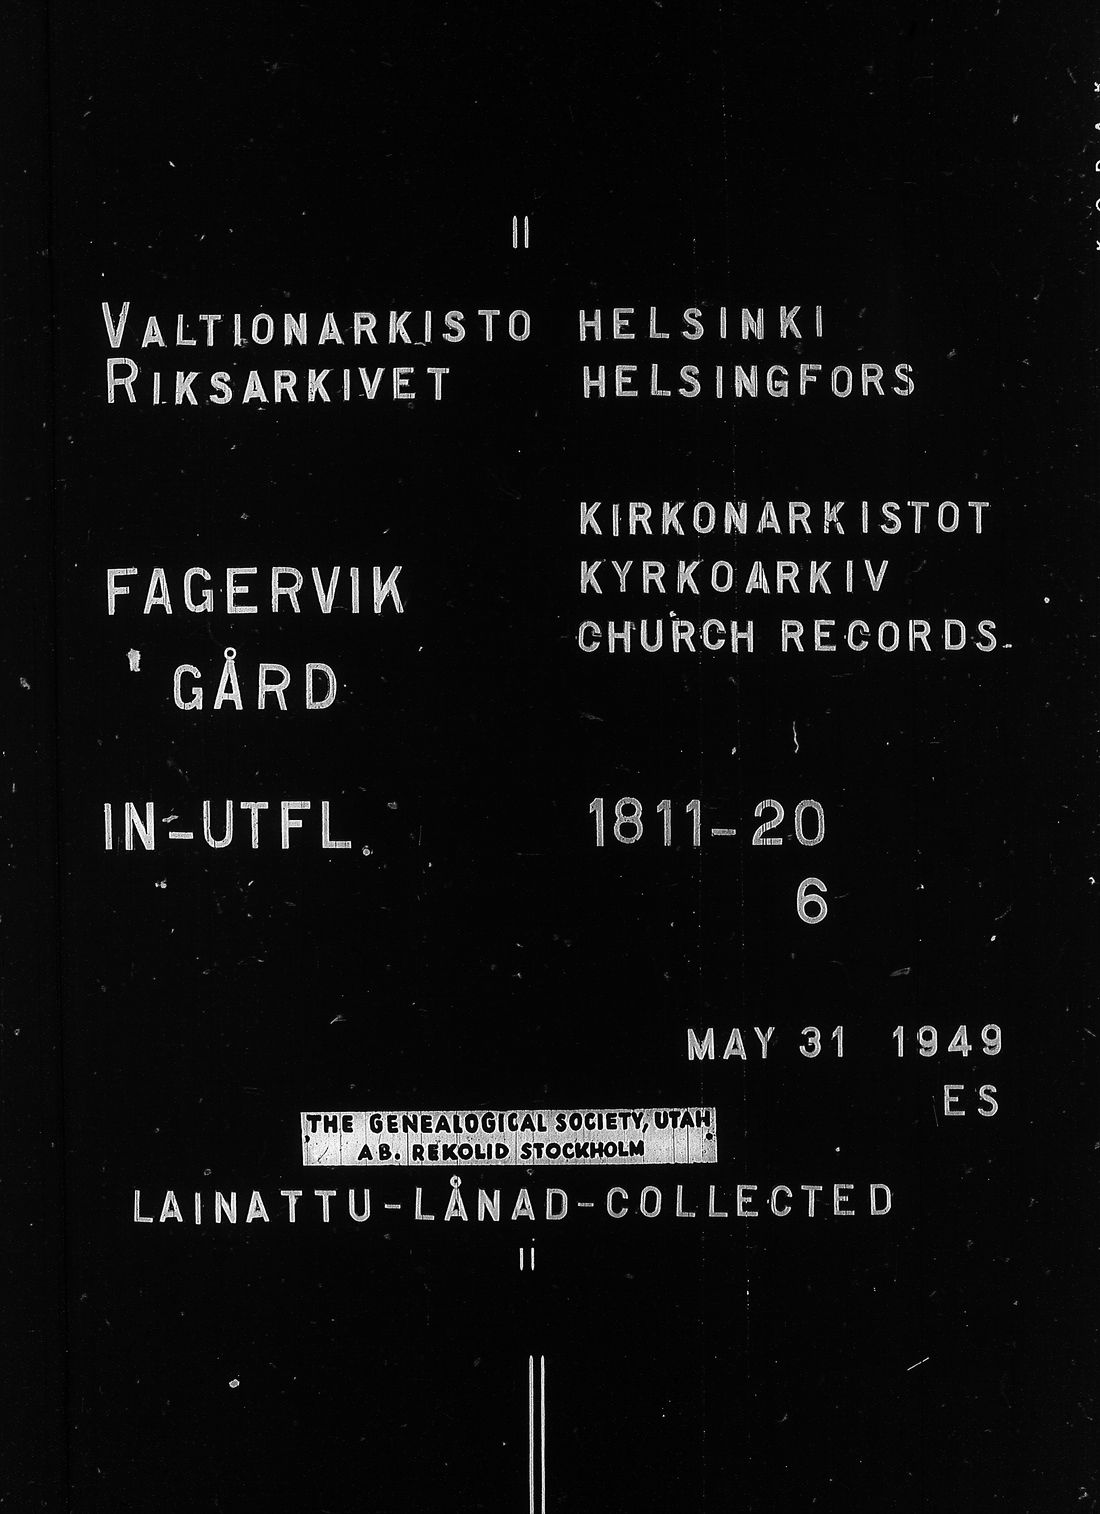 II
VALTIONARKISTO HELSINKI
RIKSARKIVET HELSINGFORS
KIRKONARKISTOT
KYRKOARKIV
CHURCH RECORDS.
FAGERVIK
GÅRD
IN-UTFL. 1811-20
6
MAY 31 1949
ES
THE GENEALOGICAL SOCIETY, UTAH
AB. REKOLID STOCKHOLM
LAINATTU-LÅNAD-COLLECTED
II
KODAK